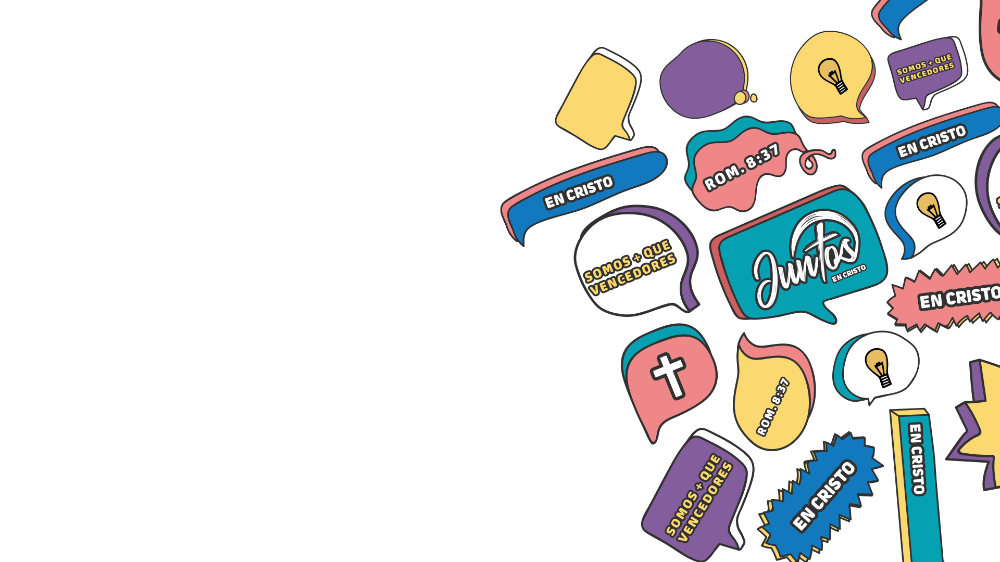 SOMOS + QUE
VENCEDORES
EN CRISTO
ROM. 8:37
EN CRISTO
SOMOS + QUE
VENCEDORES
Juntos
EN CRISTO
EN CRISTO
ROM. 8:37
SOMOS + QUE
VENCEDORES
EN CRISTO
EN CRISTO